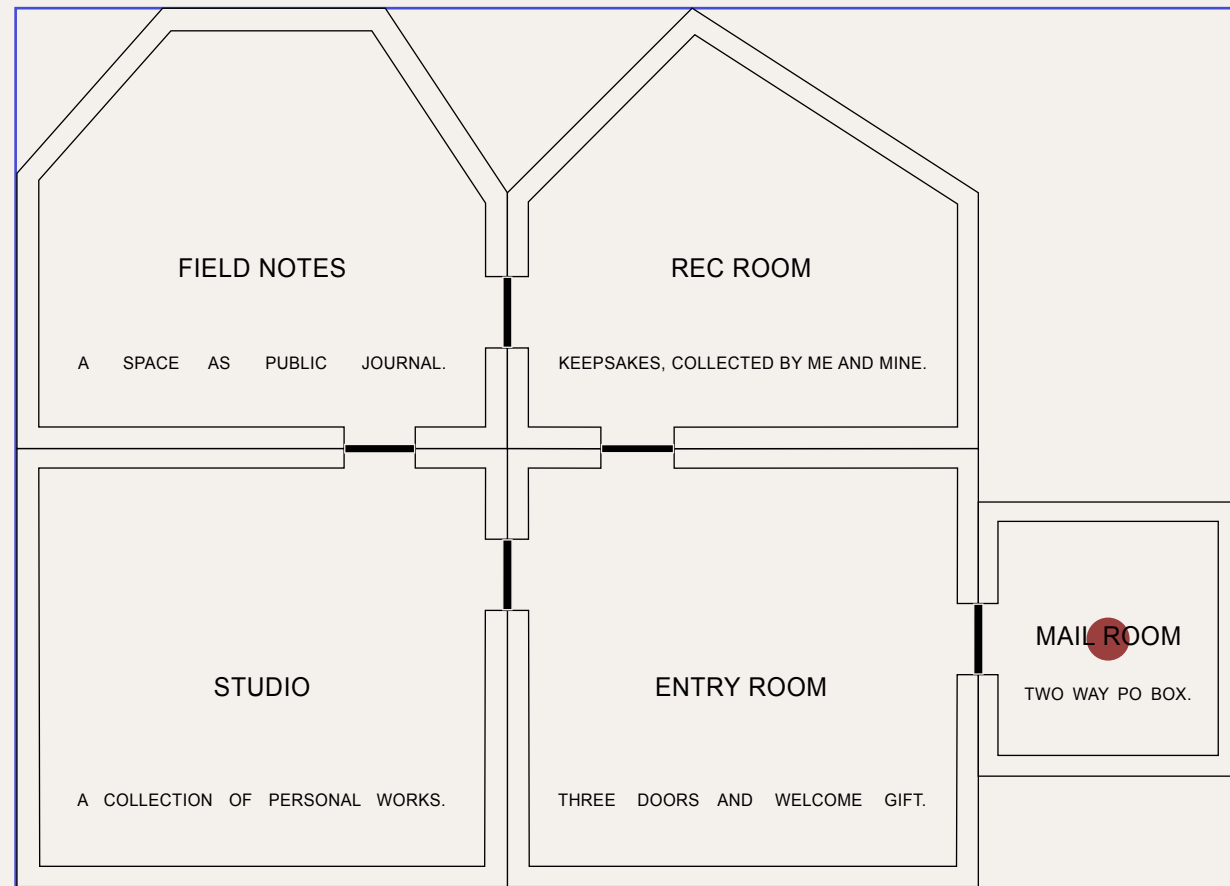 FIELD NOTES
A SPACE AS PUBLIC JOURNAL.
REC ROOM
KEEPSAKES, COLLECTED BY ME AND MINE.
STUDIO
A COLLECTION OF PERSONAL WORKS.
ENTRY ROOM
THREE DOORS AND WELCOME GIFT.
MAIL ROOM
TWO WAY PO BOX.